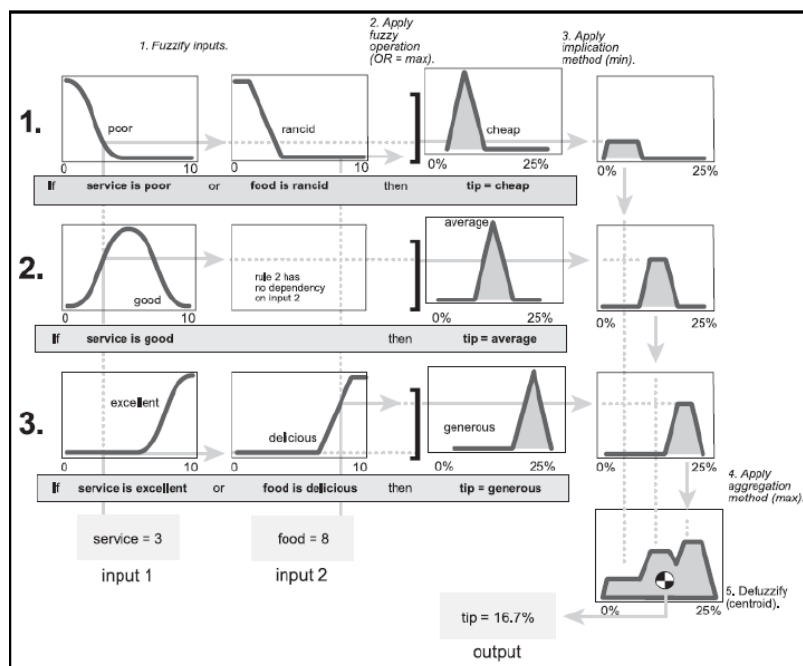 1. Fuzzify inputs.
2. Apply
fuzzy
operation
(OR = max).
3. Apply
implication
method (min).
1.
poor
0
10
rancid
0
10
cheap
0%
25%
0%
25%
If service is poor or food is rancid then tip = cheap
2.
good
0
10
rule 2 has
no dependency
on input 2
average
0%
25%
0%
25%
If service is good then tip = average
3.
excellent
0
10
delicious
0
10
generous
0%
25%
0%
25%
If service is excellent or food is delicious then tip = generous
4. Apply
aggregation
method (max).
service = 3
input 1
food = 8
input 2
0%
25%
5. Defuzzify
(centroid).
tip = 16.7%
output